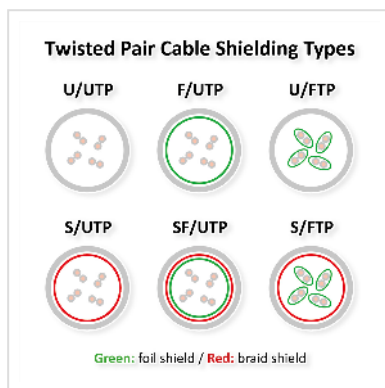 Twisted Pair Cable Shielding Types
U/UTP F/UTP U/FTP
S/UTP SF/UTP S/FTP
Green: foil shield / Red: braid shield